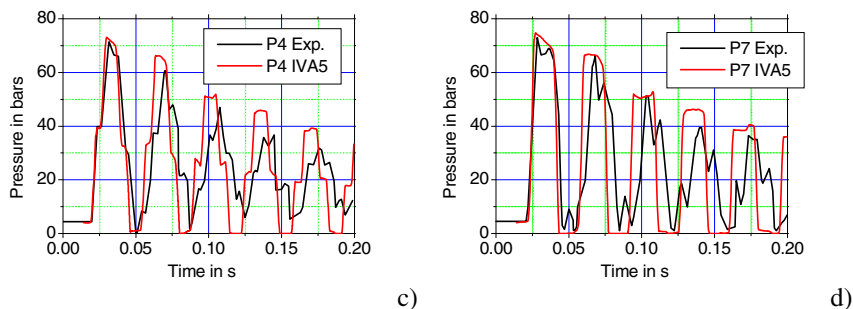 80
60
40
20
0
Pressure in bars
P4 Exp.
P4 IVA5
0.00 0.05 0.10 0.15 0.20
Time in s
c)
80
60
40
20
0
Pressure in bars
P7 Exp.
P7 IVA5
0.00 0.05 0.10 0.15 0.20
Time in s
d)